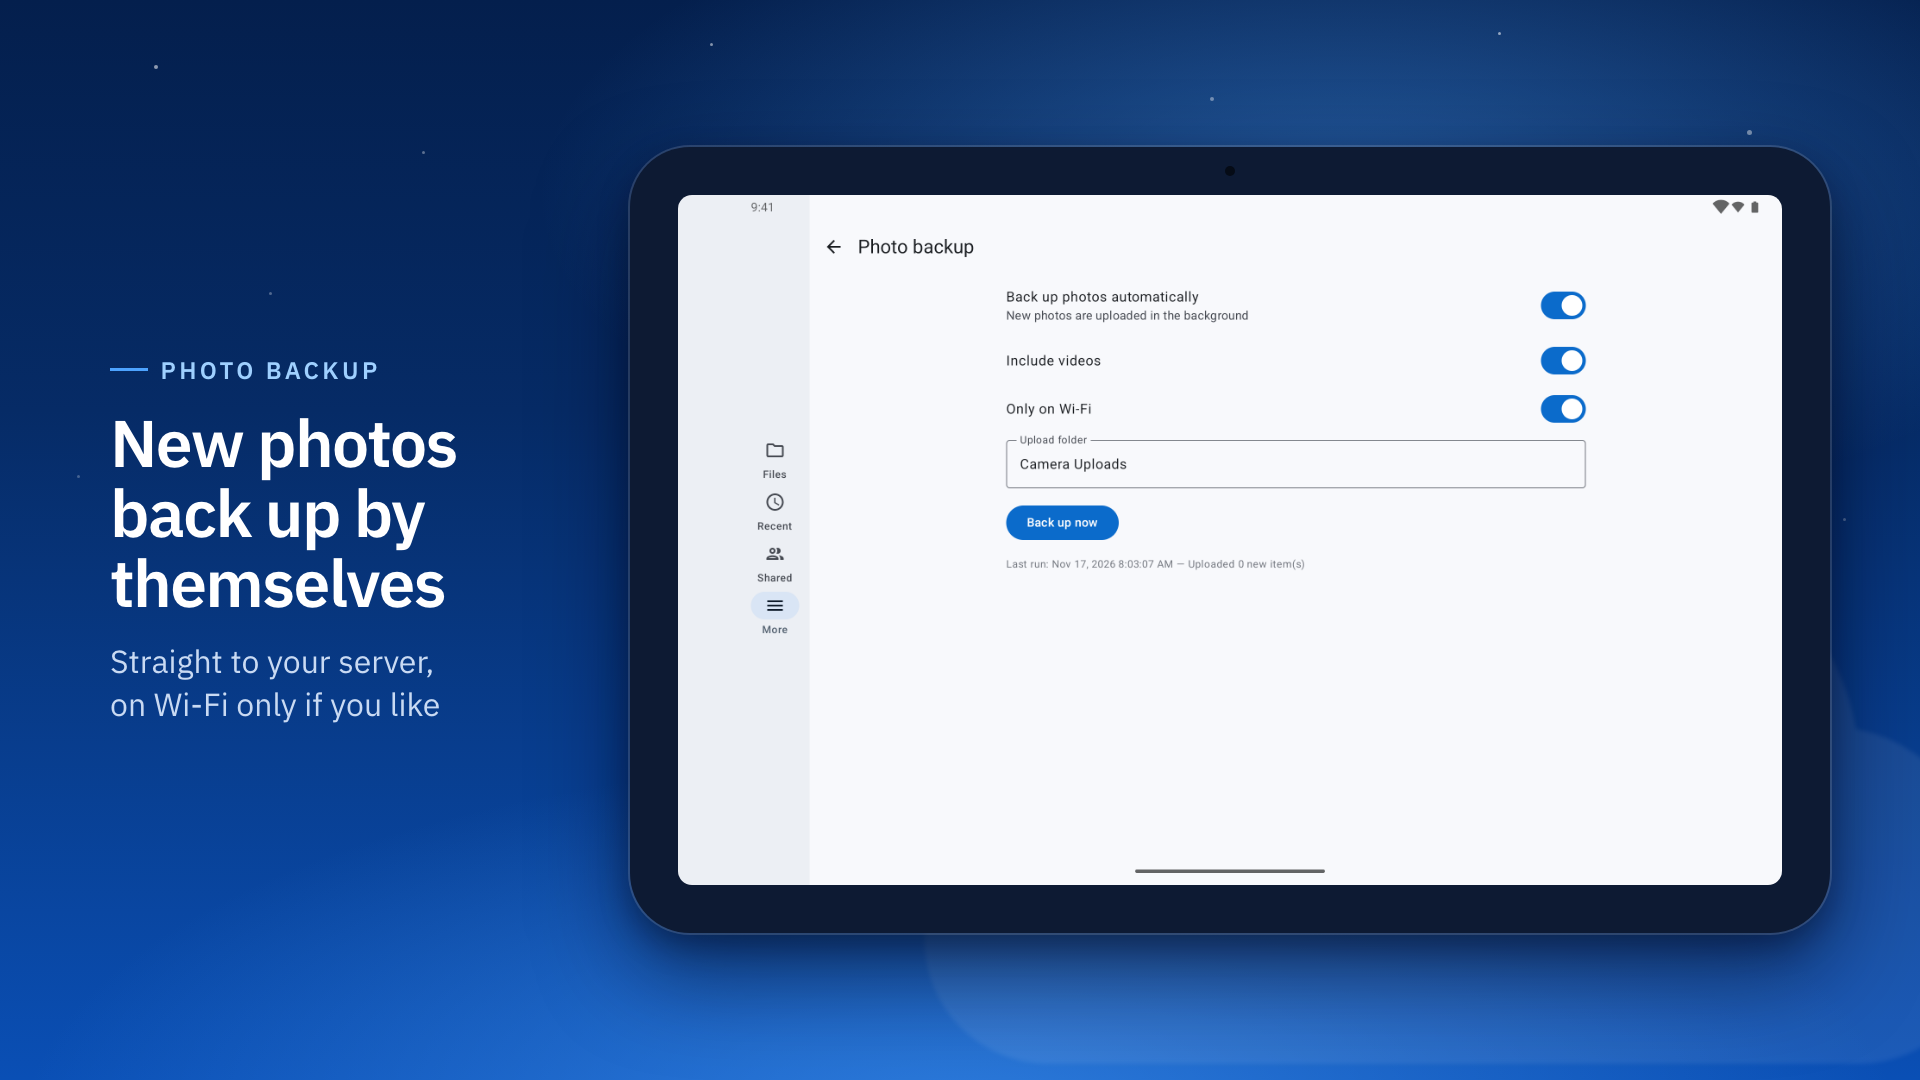 PHOTO BACKUP
New photos
back up by
themselves
Straight to your server,
on Wi-Fi only if you like
9:41
Photo backup
Back up photos automatically
New photos are uploaded in the background
Include videos
Only on Wi-Fi
Upload folder
Camera Uploads
Back up now
Last run: Nov 17, 2026 8:03:07 AM — Uploaded 0 new item(s)
Files
Recent
Shared
More